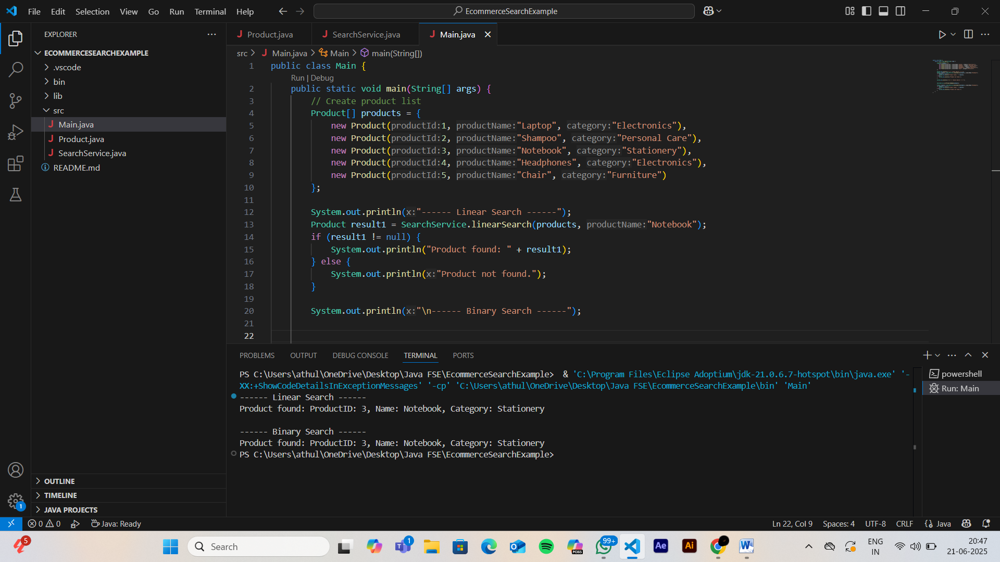 File Edit Selection View Go Run Terminal Help
EcommerceSearchExample
EXPLORER
ECOMMERCESEARCHEXAMPLE
.vscode
bin
lib
src
Main.java
Product.java
SearchService.java
README.md
OUTLINE
TIMELINE
JAVA PROJECTS
Product.java SearchService.java Main.java
src > Main.java > Main > main(String[])
1 public class Main {
Run | Debug
2 public static void main(String[] args) {
3 // Create product list
4 Product[] products = {
5 new Product(productId:1, productName:"Laptop", category:"Electronics"),
6 new Product(productId:2, productName:"Shampoo", category:"Personal Care"),
7 new Product(productId:3, productName:"Notebook", category:"Stationery"),
8 new Product(productId:4, productName:"Headphones", category:"Electronics"),
9 new Product(productId:5, productName:"Chair", category:"Furniture")
10 };
11
12 System.out.println(x:"------ Linear Search ------");
13 Product result1 = SearchService.linearSearch(products, productName:"Notebook");
14 if (result1 != null) {
15 System.out.println("Product found: " + result1);
16 } else {
17 System.out.println(x:"Product not found.");
18 }
19
20 System.out.println(x:"\n------ Binary Search ------");
21
22
PROBLEMS OUTPUT DEBUG CONSOLE TERMINAL PORTS
PS C:\Users\athul\OneDrive\Desktop\Java FSE\EcommerceSearchExample> & 'C:\Program Files\Eclipse Adoptium\jdk-21.0.6.7-hotspot\bin\java.exe' '-
XX:+ShowCodeDetailsInExceptionMessages' '-cp' 'C:\Users\athul\OneDrive\Desktop\Java FSE\EcommerceSearchExample\bin' 'Main'
------ Linear Search ------
Product found: ProductID: 3, Name: Notebook, Category: Stationery
------ Binary Search ------
Product found: ProductID: 3, Name: Notebook, Category: Stationery
PS C:\Users\athul\OneDrive\Desktop\Java FSE\EcommerceSearchExample>
powershell
Run: Main
1
0 0 Java: Ready
Ln 22, Col 9 Spaces: 4 UTF-8 CRLF Java
5
Search
1
M365
99+
Ae
Ai
W
ENG
IN
20:47
21-06-2025